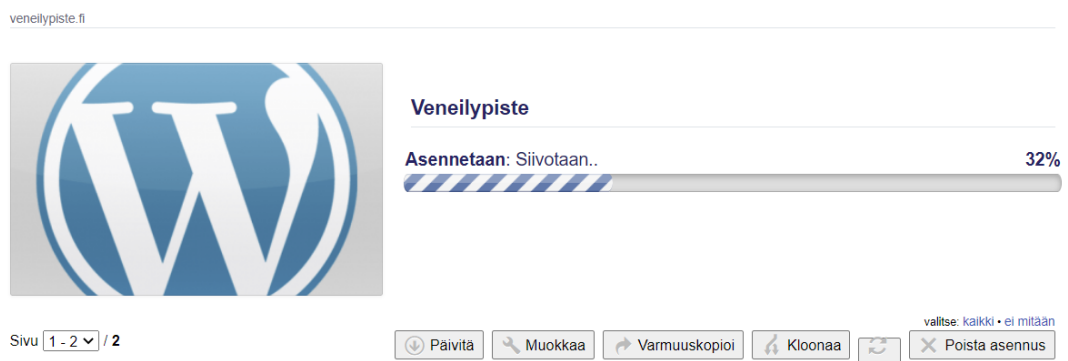 veneilypiste.fi
Veneilypiste
Asennetaan: Siivotaan.. 32%
valitse: kaikki • ei mitään
Sivu 1 - 2 / 2 Päivitä Muokkaa Varmuuskopioi Kloonaa Poista asennus